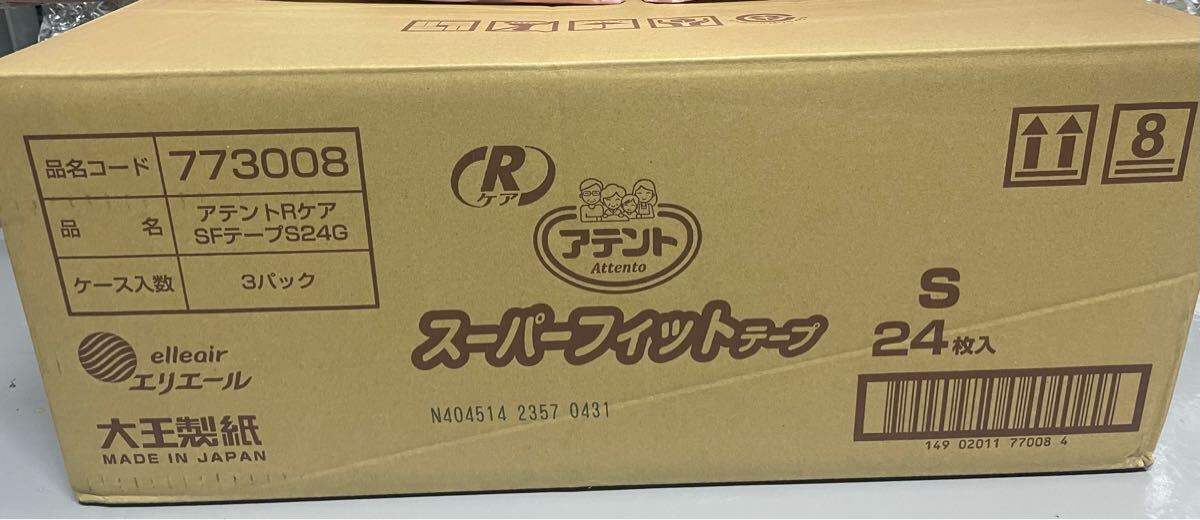 品名コード 773008
品名 アテントRケア
SFテープS24G
ケース入数 3パック
elleair
エリエール
大王製紙
MADE IN JAPAN
R
ケア
アテント
Attento
スーパーフィットテープ
N404514 2357 0431
8
S
24枚入
149 02011 77008 4